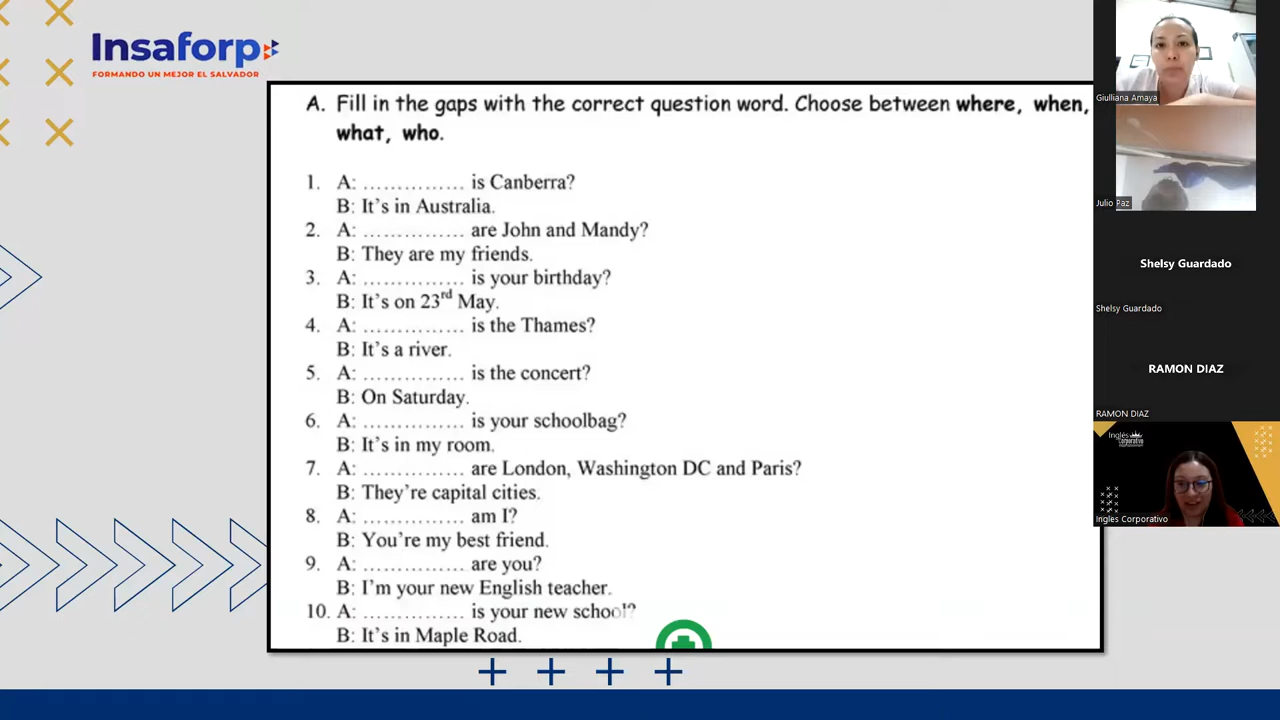 Insaforp
FORMANDO UN MEJOR EL SALVADOR
A. Fill in the gaps with the correct question word. Choose between where, when,
what, who.
1. A: ............... is Canberra?
B: It's in Australia.
2. A: ............... are John and Mandy?
B: They are my friends.
3. A: ............... is your birthday?
B: It's on 23rd May.
4. A: ............... is the Thames?
B: It's a river.
5. A: ............... is the concert?
B: On Saturday.
6. A: ............... is your schoolbag?
B: It's in my room.
7. A: ............... are London, Washington DC and Paris?
B: They're capital cities.
8. A: ............... am I?
B: You're my best friend.
9. A: ............... are you?
B: I'm your new English teacher.
10. A: ............... is your new school?
B: It's in Maple Road.
Giulliana Amaya
Julio Paz
Shelsy Guardado
Shelsy Guardado
RAMON DIAZ
RAMON DIAZ
Inglés
Corporativo
Ingles Corporativo